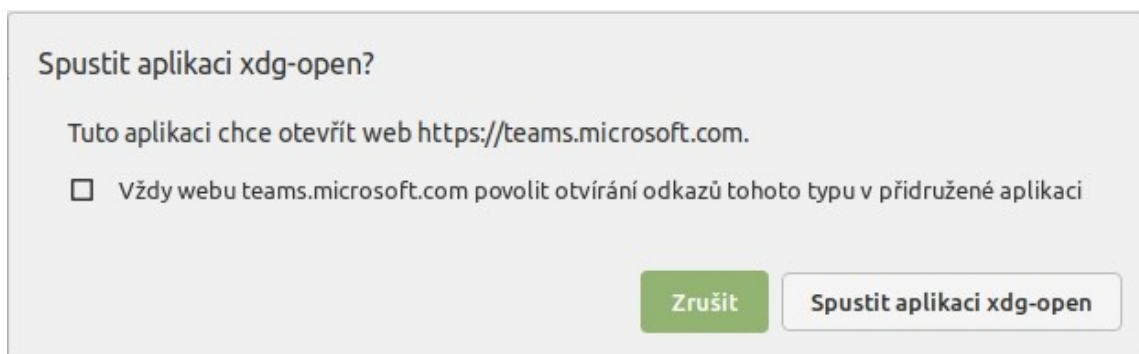 Spustit aplikaci xdg-open?
Tuto aplikaci chce otevřít web https://teams.microsoft.com.
Vždy webu teams.microsoft.com povolit otvírání odkazů tohoto typu v přidružené aplikaci
Zrušit
Spustit aplikaci xdg-open